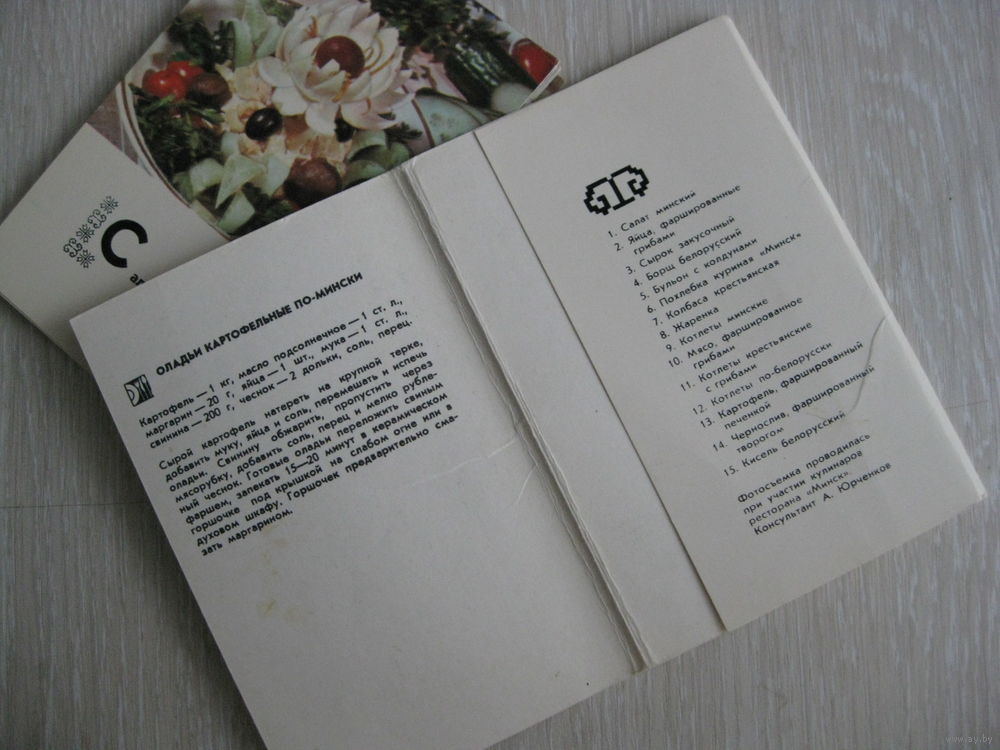 С
ОЛАДЬИ КАРТОФЕЛЬНЫЕ ПО-МИНСКИ
Картофель — 1 кг, масло подсолнечное — 1 ст. л.,
маргарин — 20 г, яйца — 1 шт., мука — 1 ст. л.,
свинина — 200 г, чеснок — 2 дольки, соль, перец.
Сырой картофель натереть на крупной терке,
добавить муку, яйца и соль, перемешать и испечь
оладьи. Свинину обжарить, пропустить через
мясорубку, добавить соль, перец и мелко рубле-
ный чеснок. Готовые оладьи переложить свиным
фаршем, запекать 15—20 минут в керамическом
горшочке под крышкой на слабом огне или в
духовом шкафу. Горшочек предварительно сма-
зать маргарином.
1. Салат минский
2. Яйца, фаршированные
грибами
3. Сырок закусочный
4. Борщ белорусский
5. Бульон с колдунами
6. Похлебка куриная «Минск»
7. Колбаса крестьянская
8. Жаренка
9. Котлеты минские
10. Мясо, фаршированное
грибами
11. Котлеты крестьянские
с грибами
12. Котлеты по-белорусски
13. Картофель, фаршированный
печенкой
14. Чернослив, фаршированный
творогом
15. Кисель белорусский
Фотосъемка проводилась
при участии кулинаров
ресторана «Минск».
Консультант А. Юрченков
www.ay.by